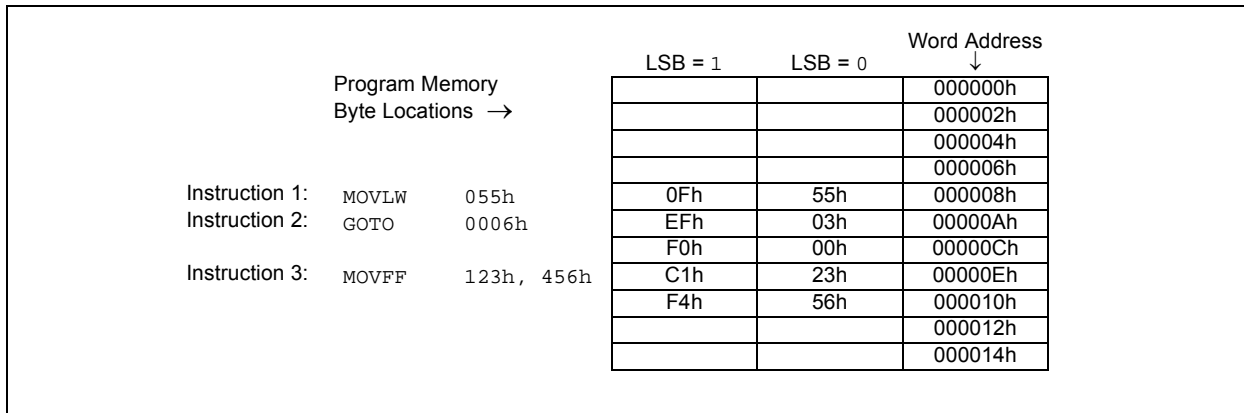 Word Address
LSB = 1 LSB = 0 ↓
Program Memory 000000h
Byte Locations → 000002h
000004h
000006h
Instruction 1: MOVLW 055h 0Fh 55h 000008h
Instruction 2: GOTO 0006h EFh 03h 00000Ah
F0h 00h 00000Ch
Instruction 3: MOVFF 123h, 456h C1h 23h 00000Eh
F4h 56h 000010h
000012h
000014h